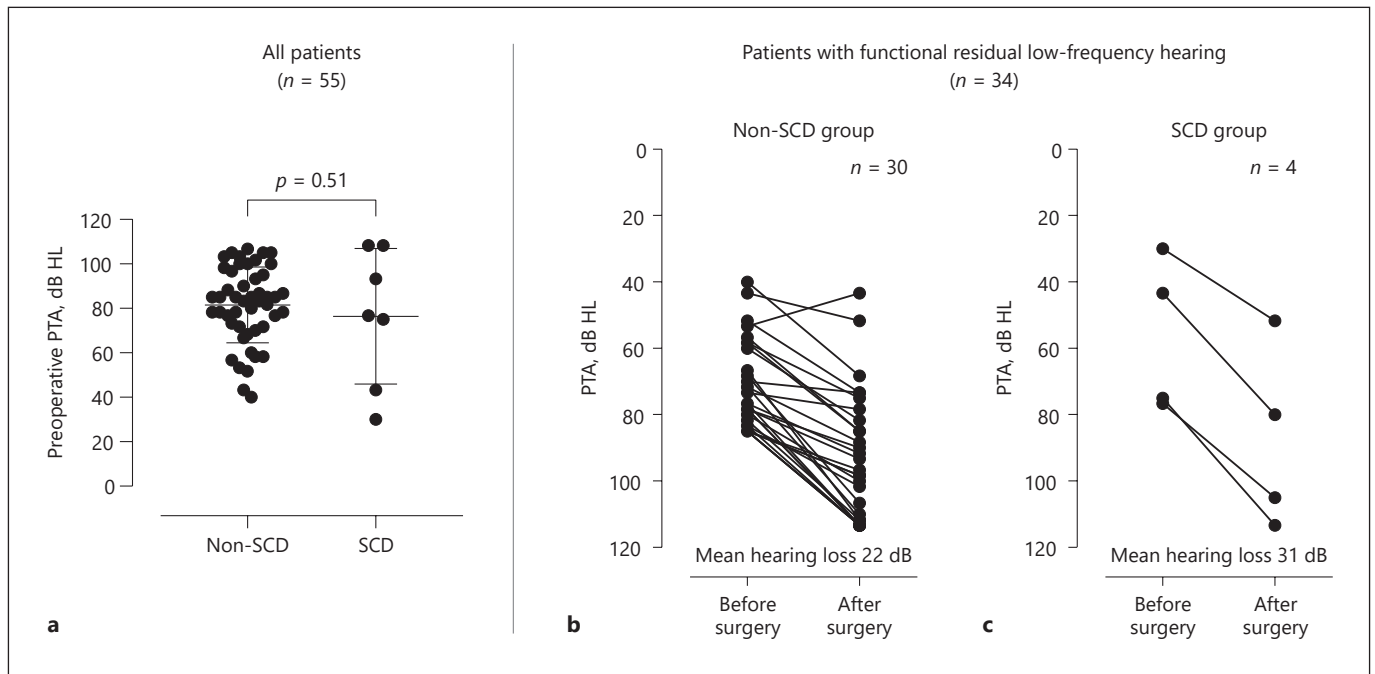 All patients
(n = 55)
p = 0.51
Preoperative PTA, dB HL
120
100
80
60
40
20
0
Non-SCD
SCD
a
Patients with functional residual low-frequency hearing
(n = 34)
Non-SCD group
n = 30
PTA, dB HL
0
20
40
60
80
100
120
Mean hearing loss 22 dB
Before
surgery
After
surgery
b
SCD group
n = 4
PTA, dB HL
0
20
40
60
80
100
120
Mean hearing loss 31 dB
Before
surgery
After
surgery
c